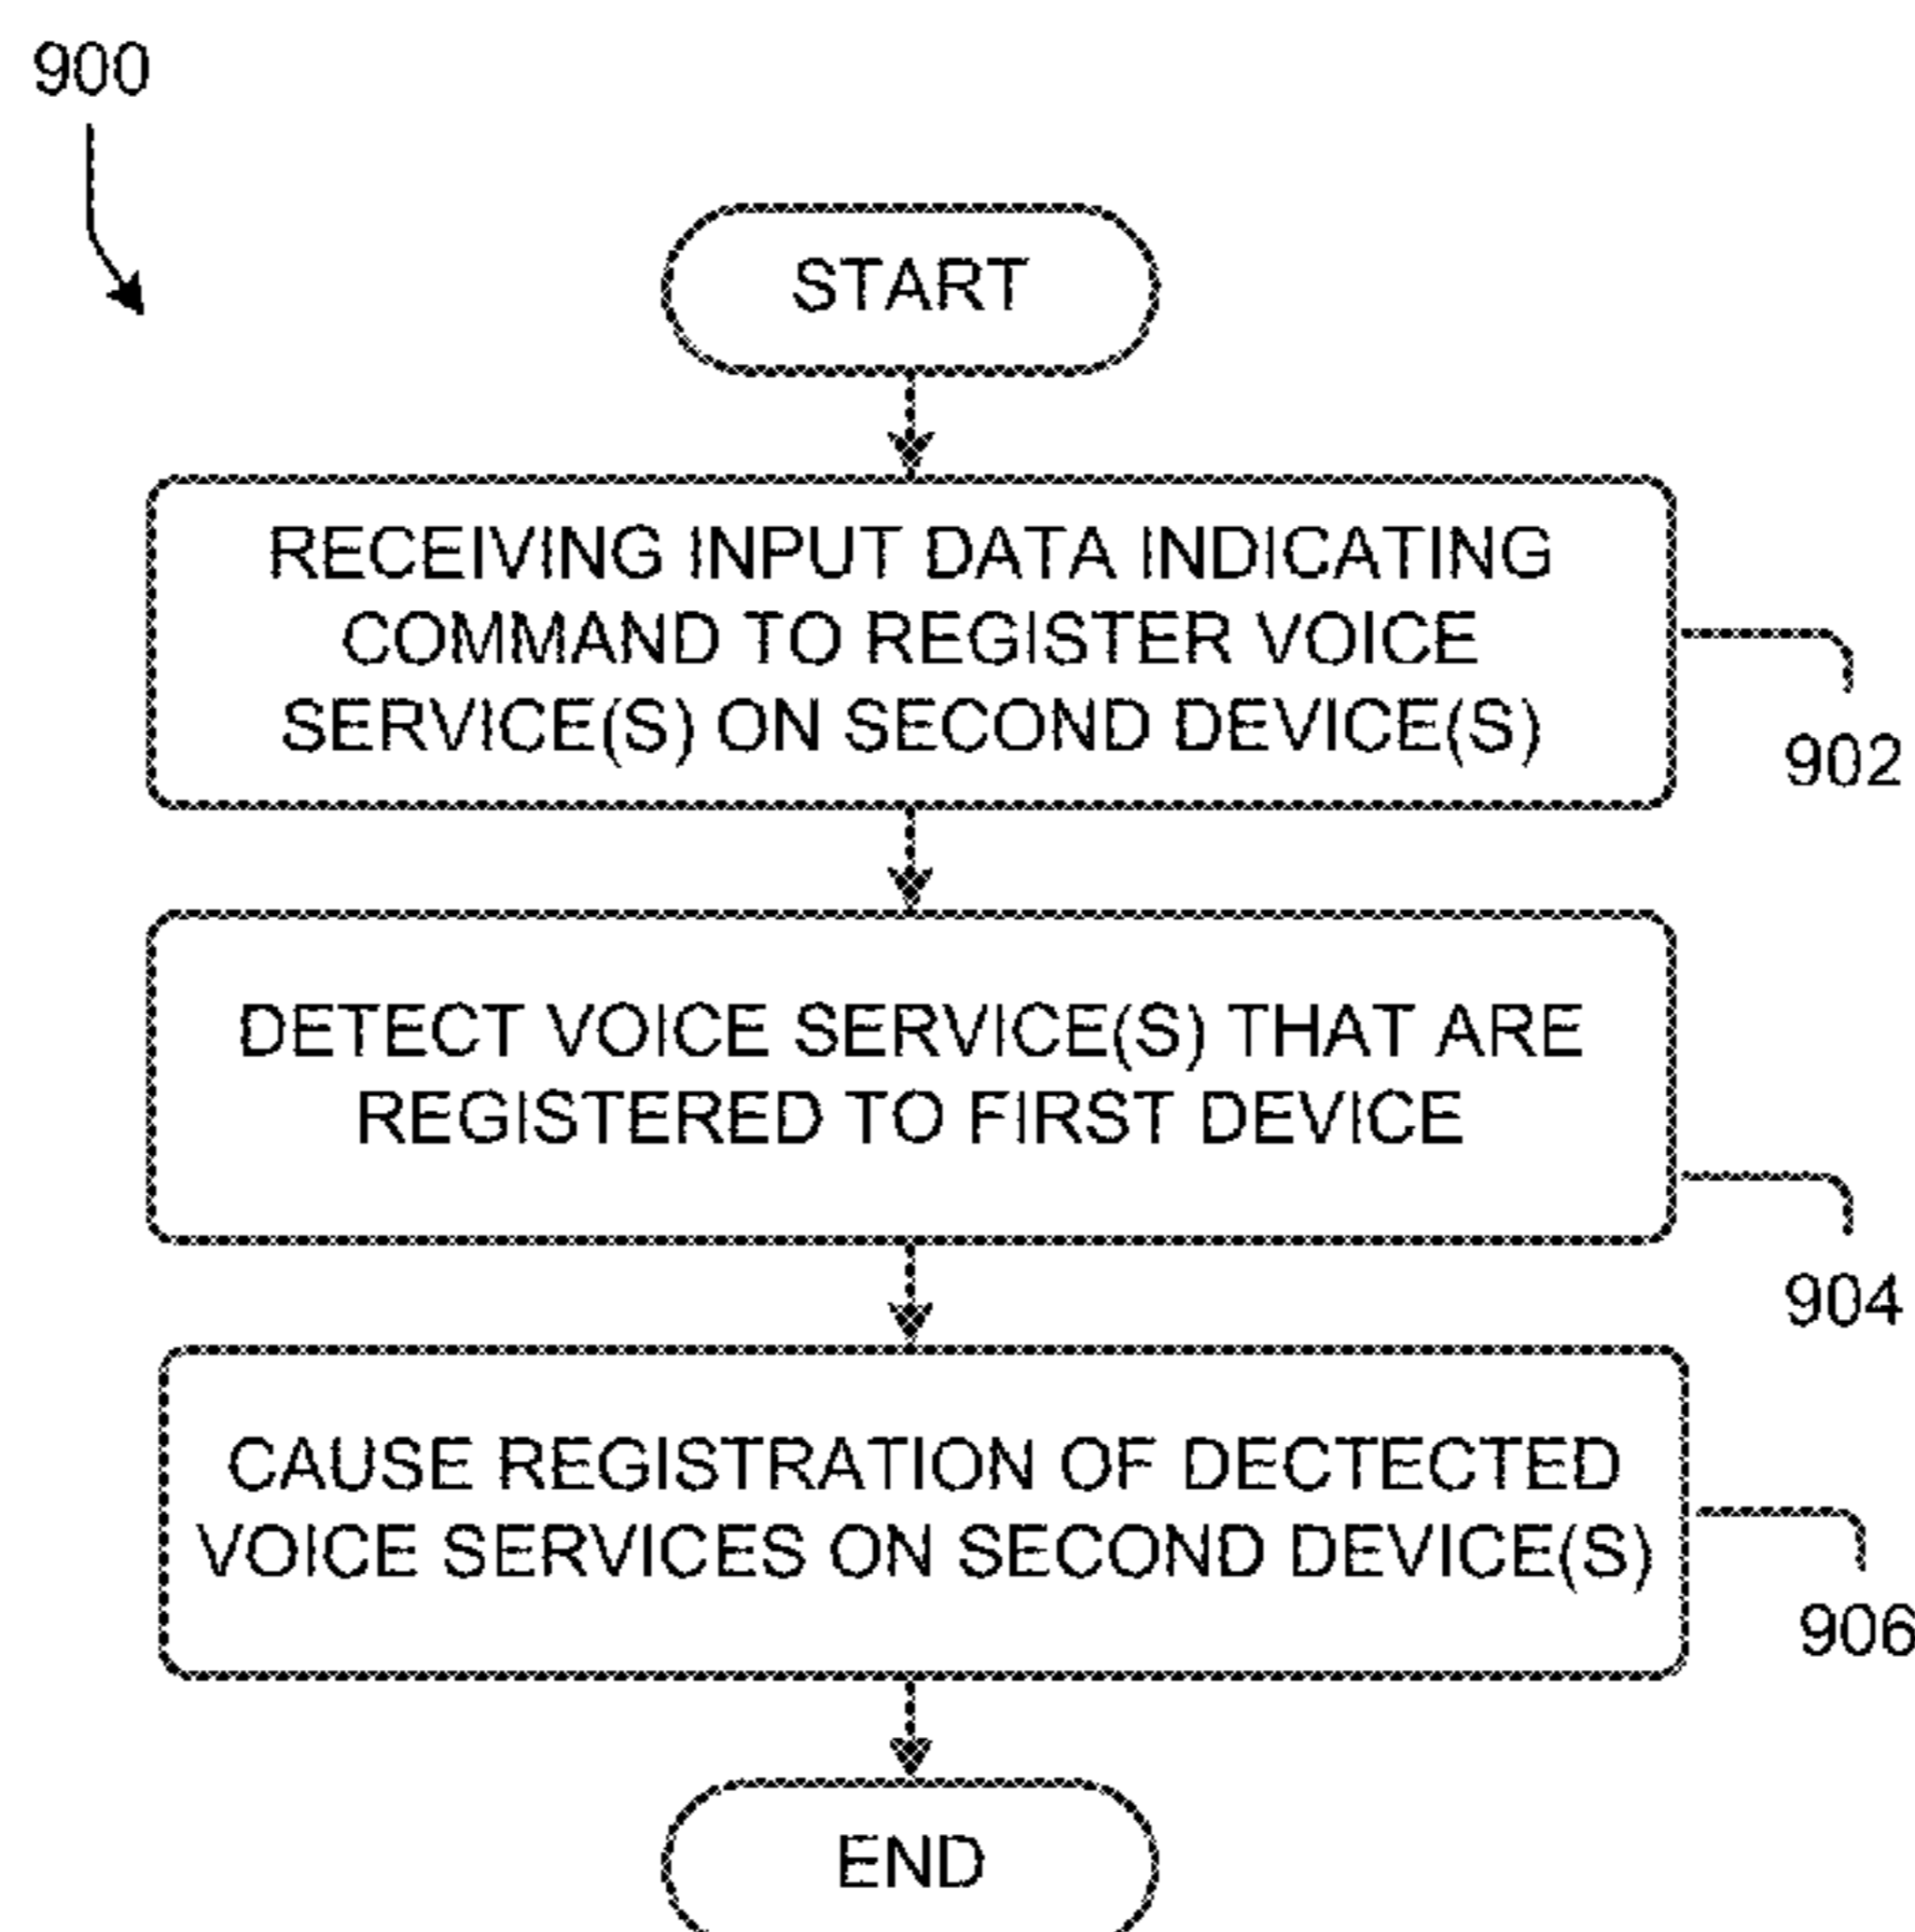 900
START
RECEIVING INPUT DATA INDICATING
COMMAND TO REGISTER VOICE
SERVICE(S) ON SECOND DEVICE(S)
902
DETECT VOICE SERVICE(S) THAT ARE
REGISTERED TO FIRST DEVICE
904
CAUSE REGISTRATION OF DECTECTED
VOICE SERVICES ON SECOND DEVICE(S)
906
END